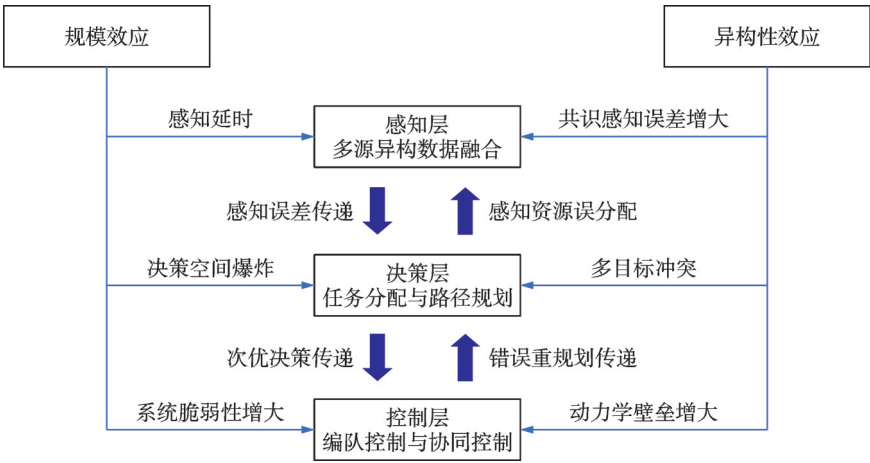 规模效应
异构性效应
感知延时
感知层
多源异构数据融合
共识感知误差增大
感知误差传递
感知资源误分配
决策空间爆炸
决策层
任务分配与路径规划
多目标冲突
次优决策传递
错误重规划传递
系统脆弱性增大
控制层
编队控制与协同控制
动力学壁垒增大